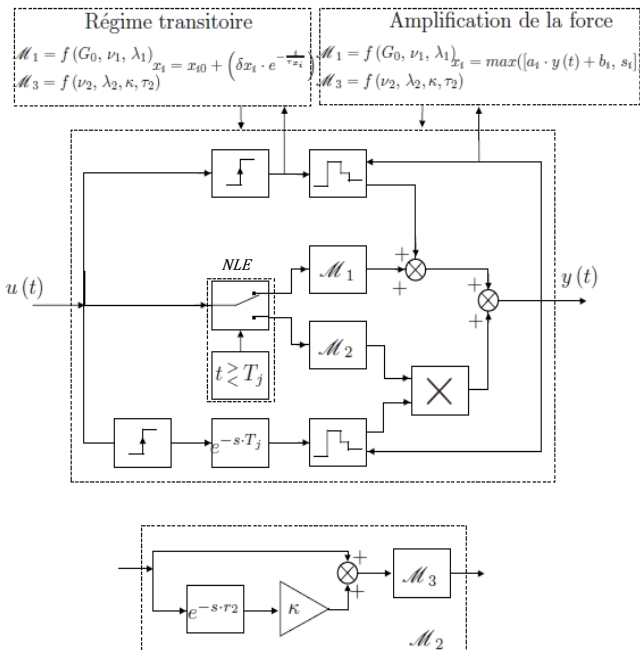 Régime transitoire
ℳ₁ = f(G₀, ν₁, λ₁)
xᵢ = xᵢ₀ + (δxᵢ · e^(-t/τ_xᵢ))
ℳ₃ = f(ν₂, λ₂, κ, τ₂)
Amplification de la force
ℳ₁ = f(G₀, ν₁, λ₁)
xᵢ = max([aᵢ · y(t) + bᵢ, sᵢ]
ℳ₃ = f(ν₂, λ₂, κ, τ₂)
NLE
ℳ₁
+
+
u(t)
y(t)
+
+
ℳ₂
t ≷ Tⱼ
×
e^(-s·Tⱼ)
+
e^(-s·τ₂)
κ
+
ℳ₃
ℳ₂